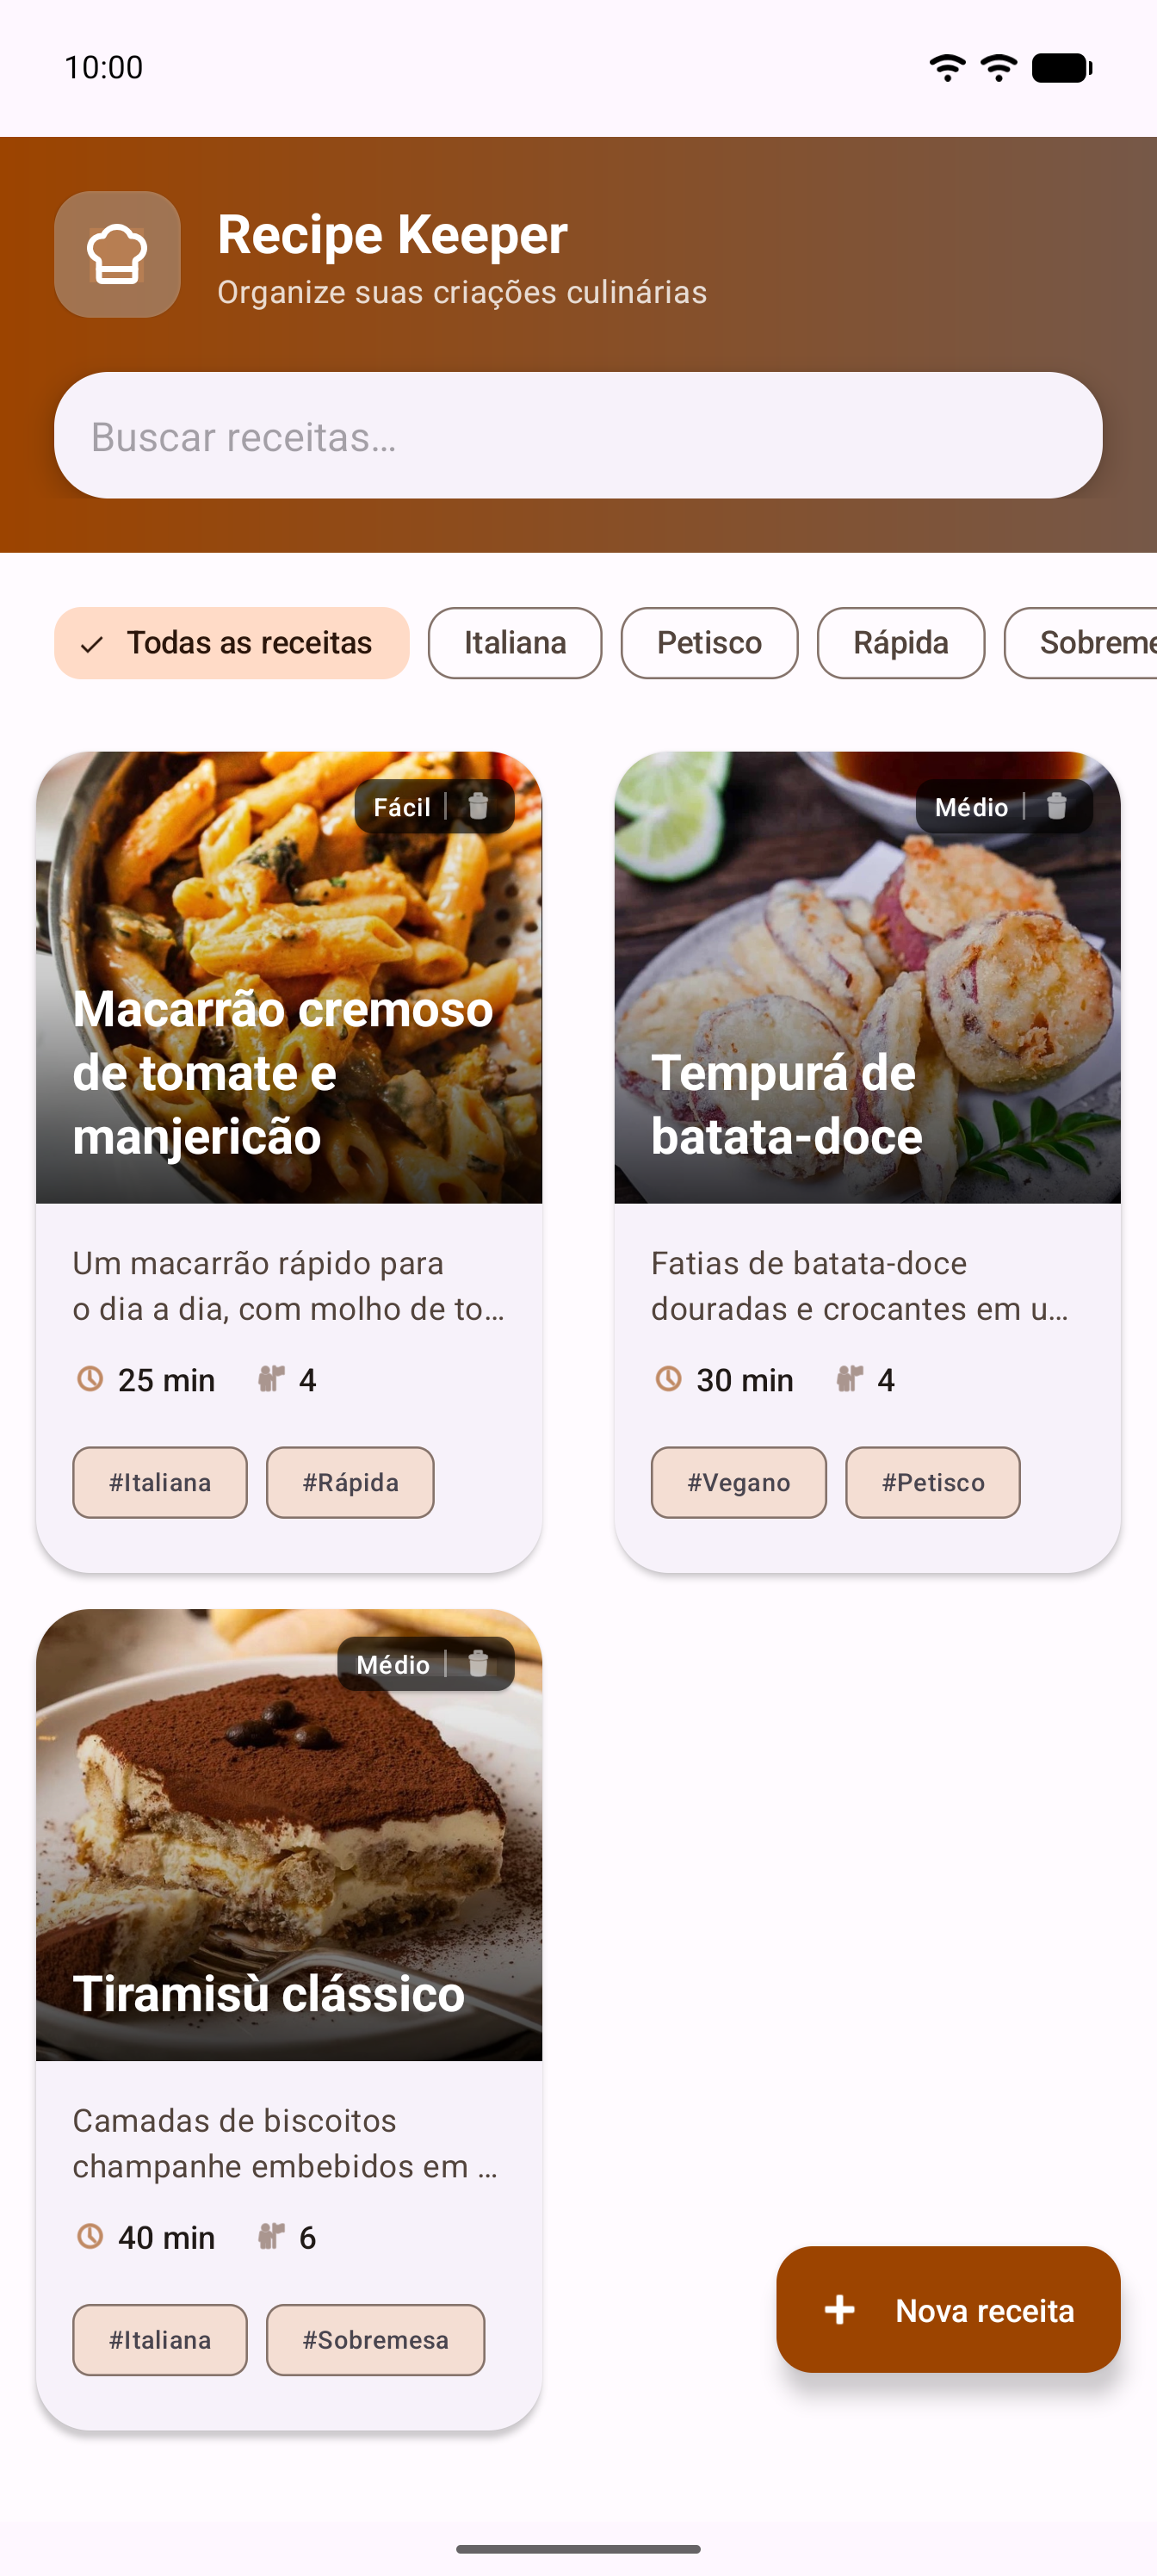 10:00
Recipe Keeper
Organize suas criações culinárias
Buscar receitas...
Todas as receitas
Italiana
Petisco
Rápida
Sobreme
Fácil
Macarrão cremoso
de tomate e
manjericão
Um macarrão rápido para
o dia a dia, com molho de to...
25 min
4
#Italiana
#Rápida
Médio
Tempurá de
batata-doce
Fatias de batata-doce
douradas e crocantes em u...
30 min
4
#Vegano
#Petisco
Médio
Tiramisù clássico
Camadas de biscoitos
champanhe embebidos em ...
40 min
6
#Italiana
#Sobremesa
Nova receita